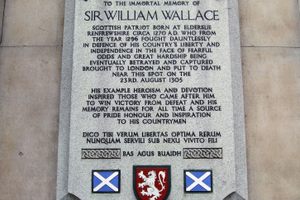 TO THE IMMORTAL MEMORY OF
SIR WILLIAM WALLACE
SCOTTISH PATRIOT BORN AT ELDERSLIE
RENFREWSHIRE CIRCA 1270 A.D. WHO FROM
THE YEAR 1296 FOUGHT DAUNTLESSLY
IN DEFENCE OF HIS COUNTRY'S LIBERTY AND
INDEPENDENCE IN THE FACE OF FEARFUL
ODDS AND GREAT HARDSHIP BEING
EVENTUALLY BETRAYED AND CAPTURED
BROUGHT TO LONDON AND PUT TO DEATH
NEAR THIS SPOT ON THE
23RD. AUGUST 1305
HIS EXAMPLE HEROISM AND DEVOTION
INSPIRED THOSE WHO CAME AFTER HIM
TO WIN VICTORY FROM DEFEAT AND HIS
MEMORY REMAINS FOR ALL TIME A SOURCE
OF PRIDE HONOUR AND INSPIRATION
TO HIS COUNTRYMEN
DICO TIBI VERUM LIBERTAS OPTIMA RERUM
NUNQUAM SERVILI SUB NEXU VIVITO FILI
BAS AGUS BUAIDH